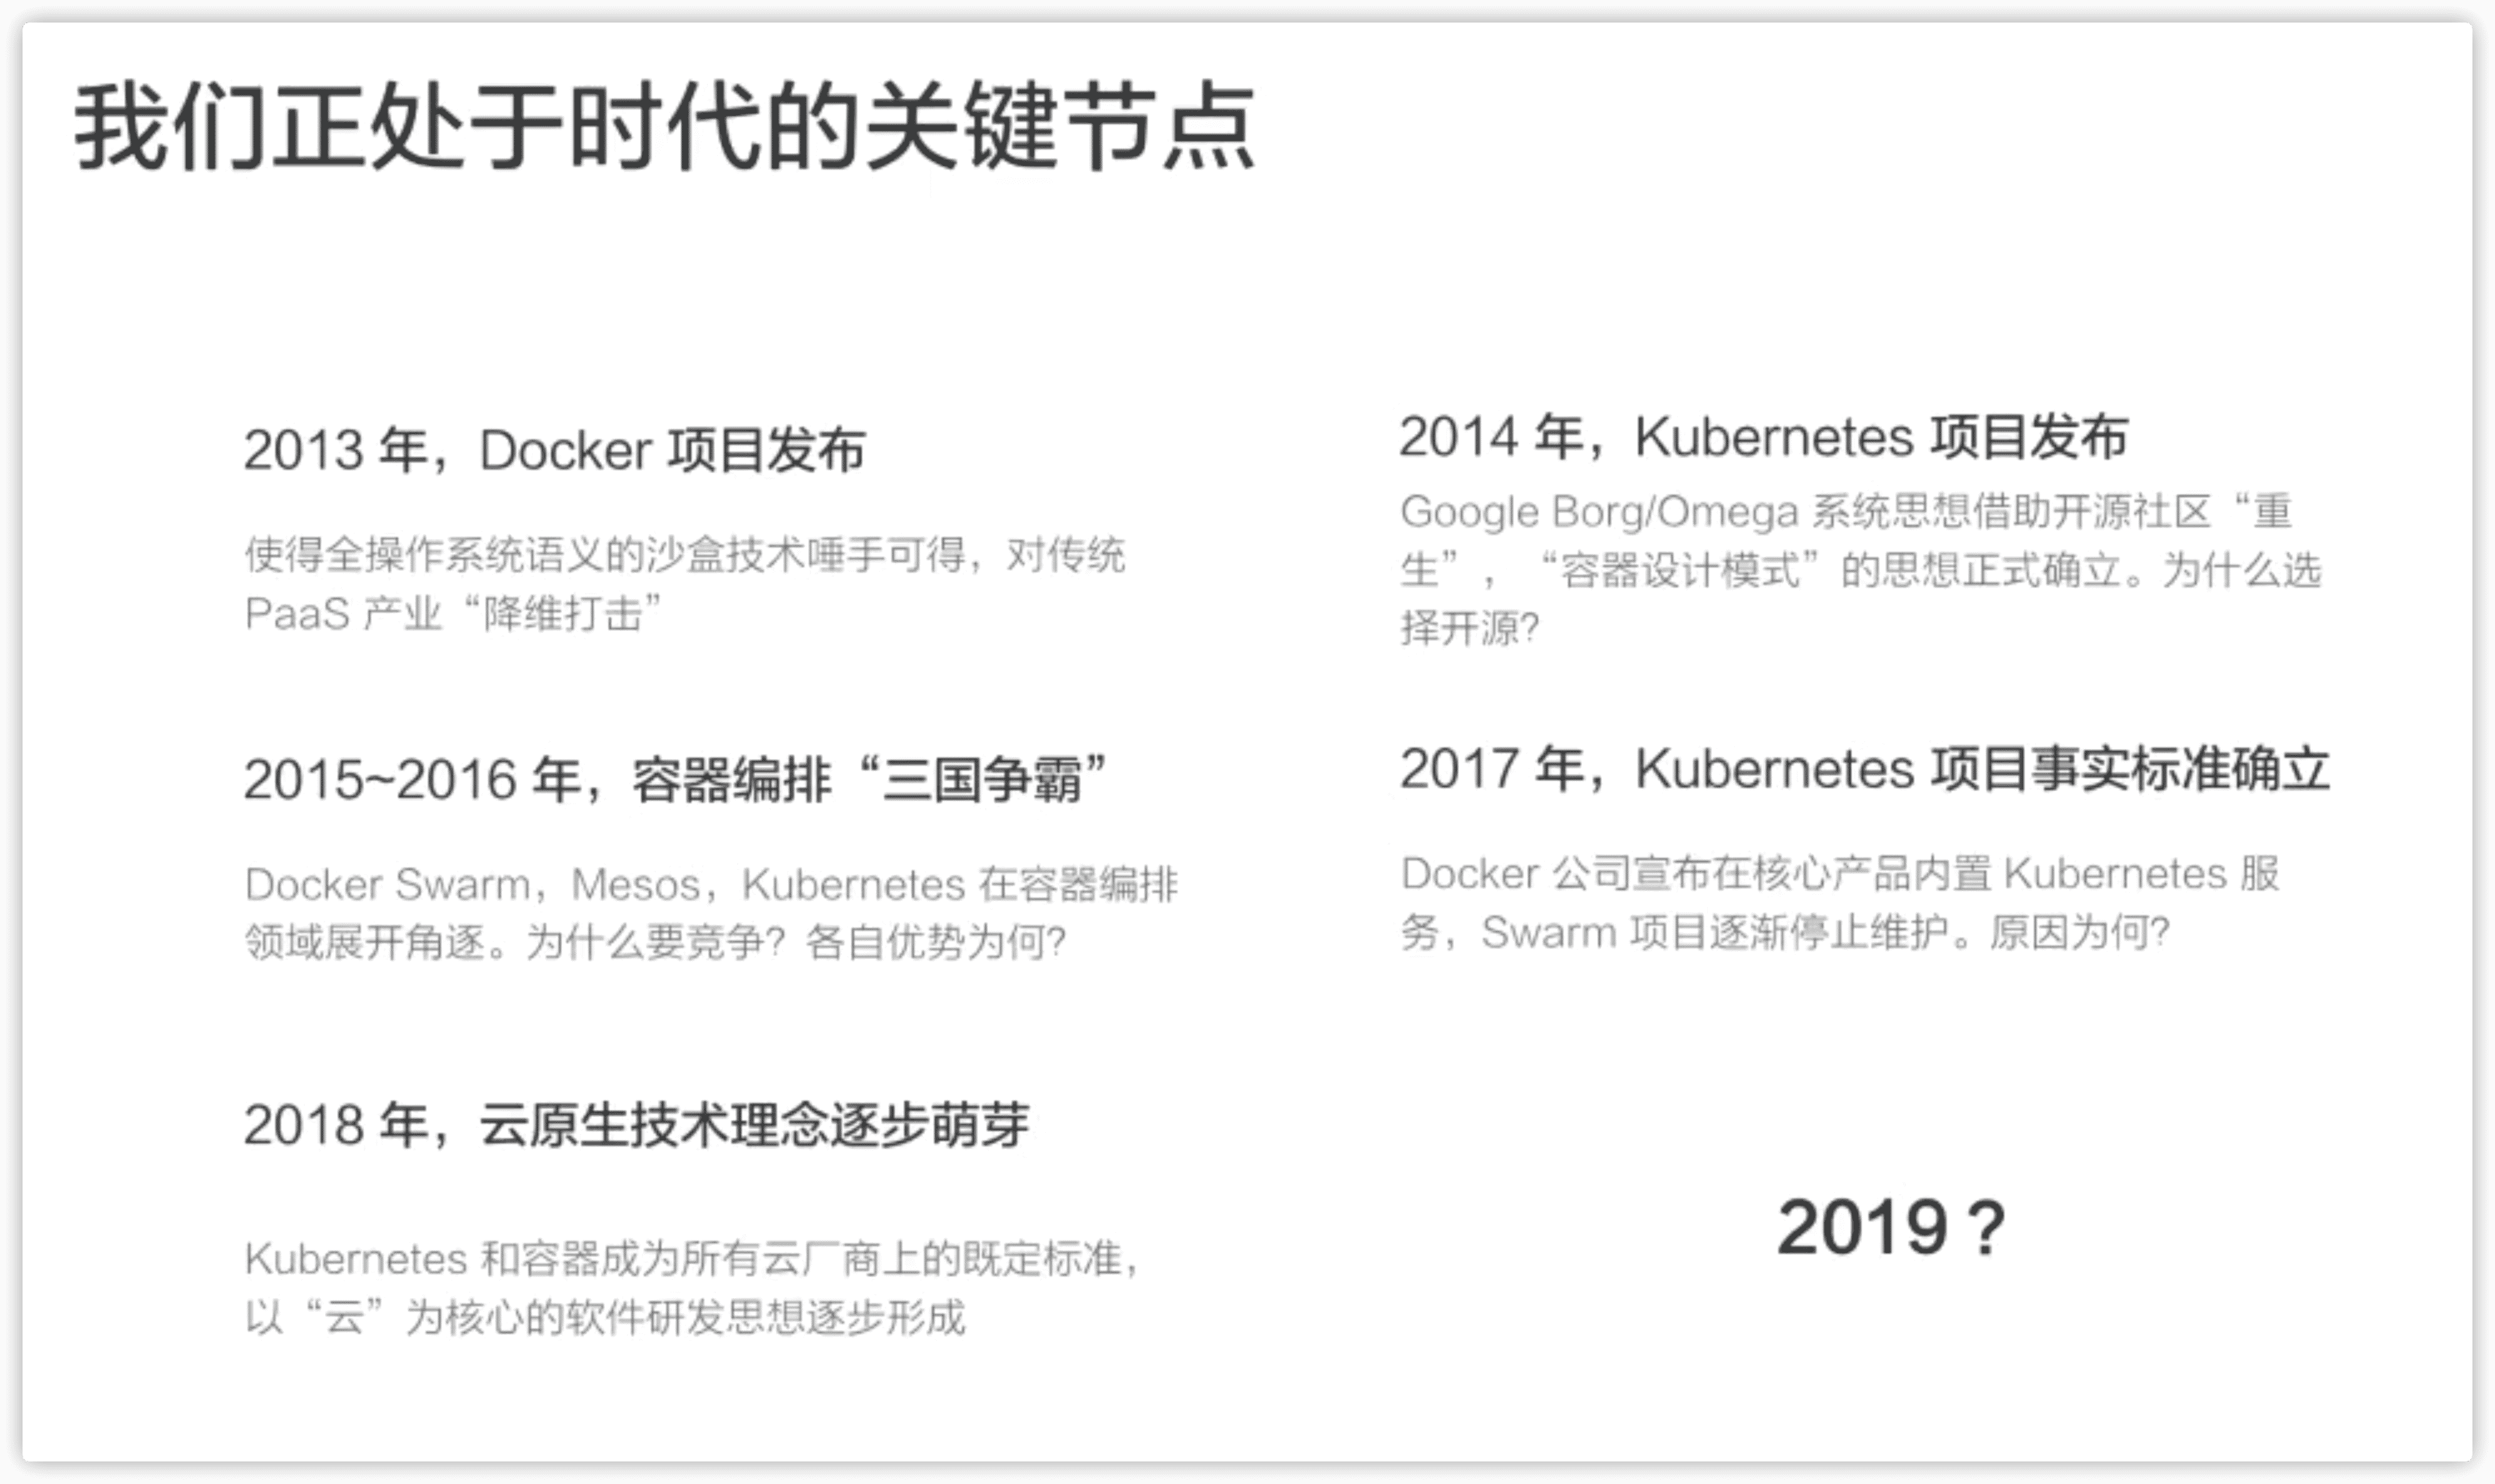 我们正处于时代的关键节点
2013 年，Docker 项目发布
使得全操作系统语义的沙盒技术唾手可得，对传统
PaaS 产业“降维打击”
2014 年，Kubernetes 项目发布
Google Borg/Omega 系统思想借助开源社区“重
生”，“容器设计模式”的思想正式确立。为什么选
择开源？
2015~2016 年，容器编排“三国争霸”
Docker Swarm，Mesos，Kubernetes 在容器编排
领域展开角逐。为什么要竞争？各自优势为何？
2017 年，Kubernetes 项目事实标准确立
Docker 公司宣布在核心产品内置 Kubernetes 服
务，Swarm 项目逐渐停止维护。原因为何？
2018 年，云原生技术理念逐步萌芽
Kubernetes 和容器成为所有云厂商上的既定标准，
以“云”为核心的软件研发思想逐步形成
2019？